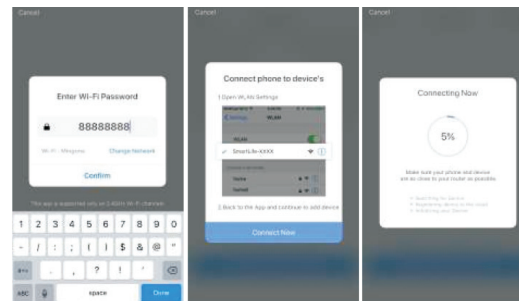 Cancel
Enter Wi-Fi Password
88888888
Change Network
Confirm
This app is supported only on 2.4GHz Wi-Fi channels
1 2 3 4 5 6 7 8 9 0
- / : ; ( ) $ & @ "
. , ? ! '
ABC space Done
Cancel
Connect phone to device's
1 Open WLAN Settings
Settings WLAN
WLAN
SmartLife-XXXX
Home
2 Back to the App and continue to add device
Connect Now
Cancel
Connecting Now
5%
Make sure your phone and device
are as close to your router as possible.